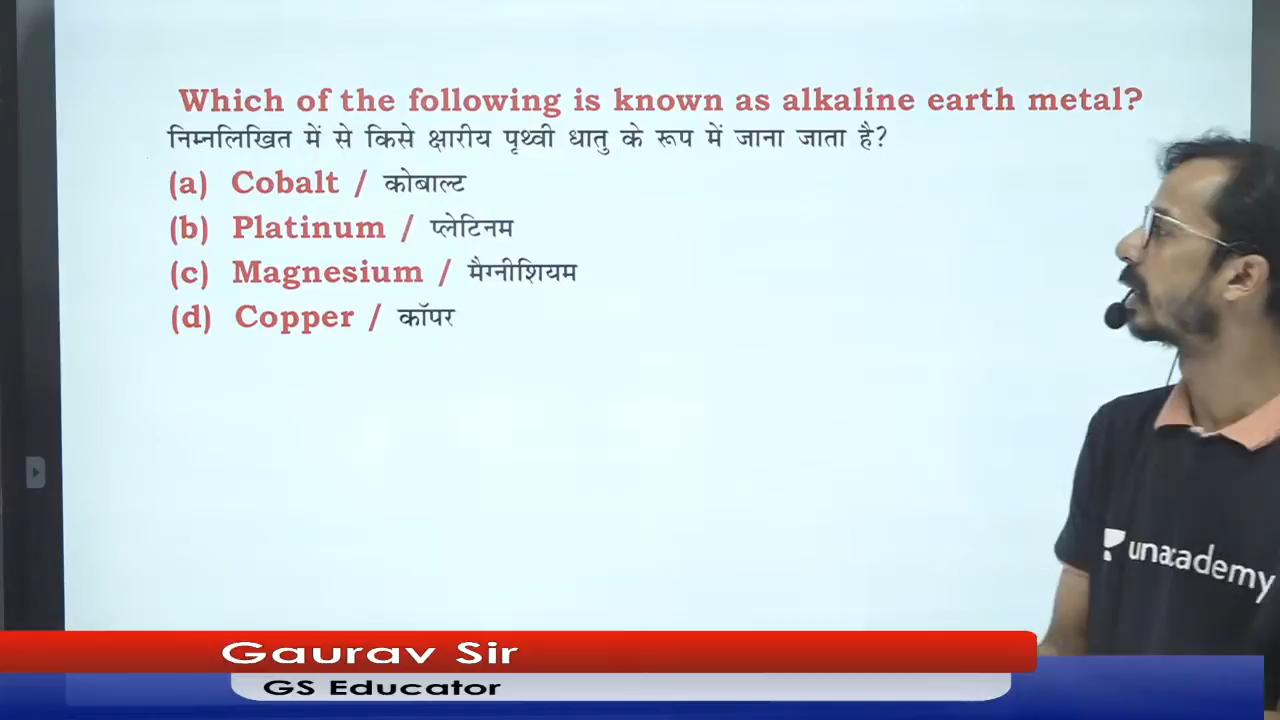 Which of the following is known as alkaline earth metal?
निम्नलिखित में से किसे क्षारीय पृथ्वी धातु के रूप में जाना जाता है?
(a) Cobalt / कोबाल्ट
(b) Platinum / प्लेटिनम
(c) Magnesium / मैग्नीशियम
(d) Copper / कॉपर
unacademy
Gaurav Sir
GS Educator